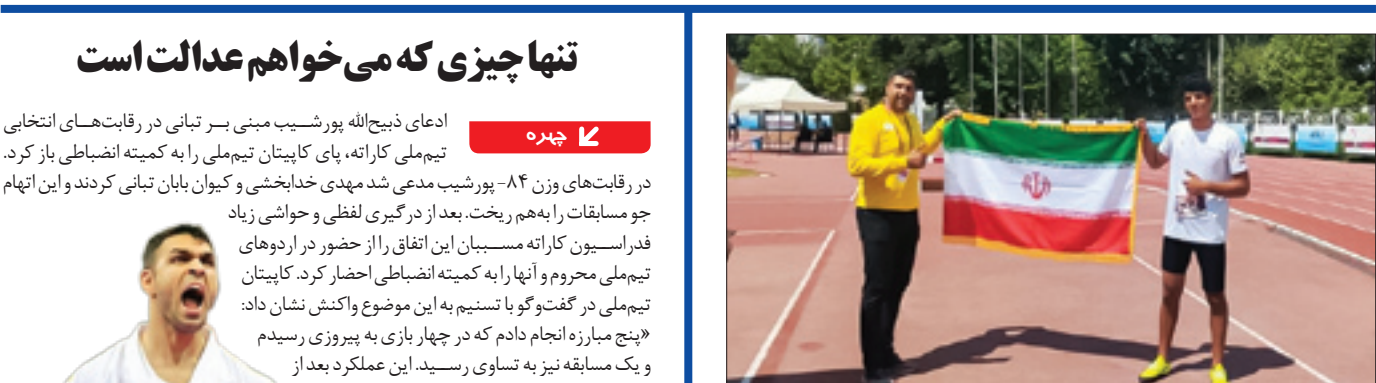 تنها چیزی که می‌خواهم عدالت است
چهره
ادعای ذبیح‌الله پورشیب مبنی بر تبانی در رقابت‌های انتخابی
تیم‌ملی کاراته، پای کاپیتان تیم‌ملی را به کمیته انضباطی باز کرد.
در رقابت‌های وزن ۸۴- پورشیب مدعی شد مهدی خدابخشی و کیوان بابان تبانی کردند و این اتهام
جو مسابقات را به‌هم ریخت. بعد از درگیری لفظی و حواشی زیاد
فدراسیون کاراته مسببان این اتفاق را از حضور در اردوهای
تیم‌ملی محروم و آنها را به کمیته انضباطی احضار کرد. کاپیتان
تیم‌ملی در گفت‌وگو با تسنیم به این موضوع واکنش نشان داد:
«پنج مبارزه انجام دادم که در چهار بازی به پیروزی رسیدم
و یک مسابقه نیز به تساوی رسید. این عملکرد بعد از